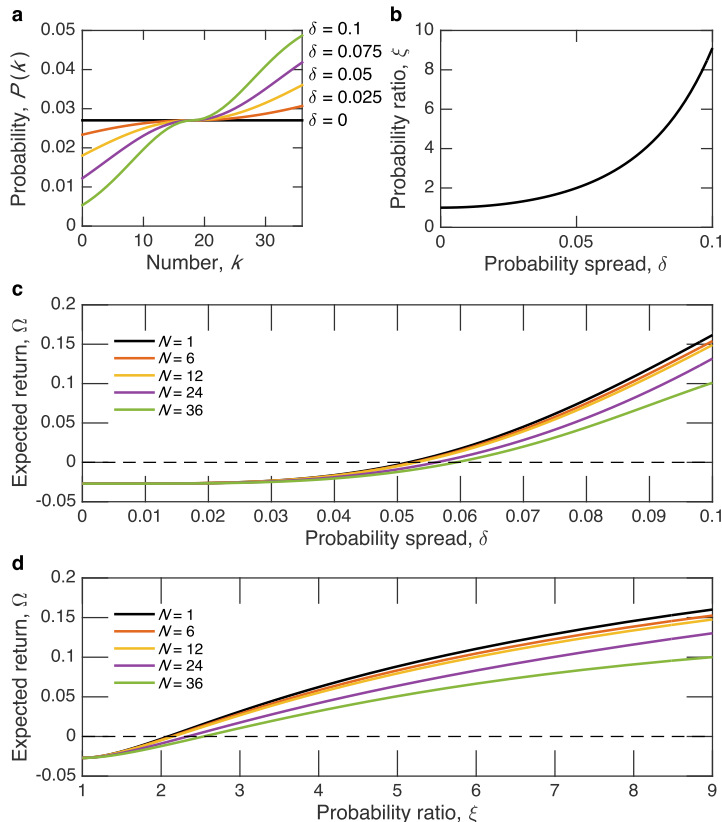 a
Probability, P(k)
0.05
0.04
0.03
0.02
0.01
0
0 10 20 30
Number, k
δ = 0.1
δ = 0.075
δ = 0.05
δ = 0.025
δ = 0
b
Probability ratio, ξ
10
8
6
4
2
0
0 0.05 0.1
Probability spread, δ
c
Expected return, Ω
0.2
0.15
0.1
0.05
0
-0.05
N = 1
N = 6
N = 12
N = 24
N = 36
0 0.01 0.02 0.03 0.04 0.05 0.06 0.07 0.08 0.09 0.1
Probability spread, δ
d
Expected return, Ω
0.2
0.15
0.1
0.05
0
-0.05
N = 1
N = 6
N = 12
N = 24
N = 36
1 2 3 4 5 6 7 8 9
Probability ratio, ξ